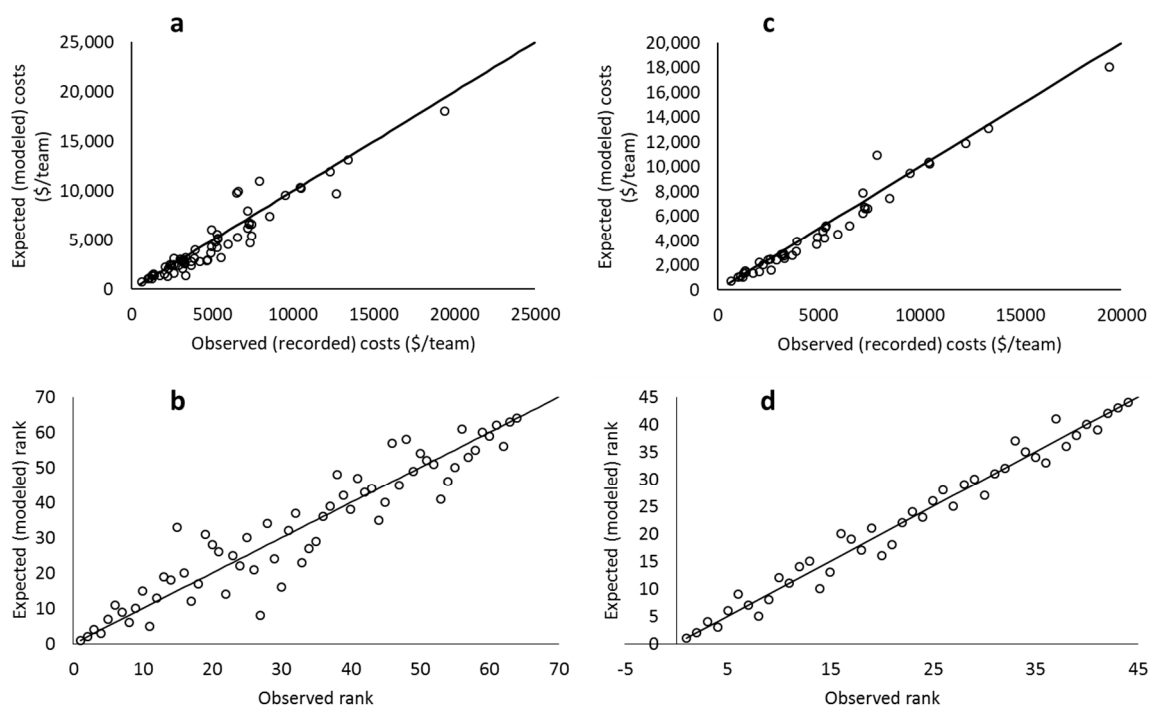 a
25,000
20,000
15,000
10,000
5,000
0
Expected (modeled) costs
($/team)
0 5000 10000 15000 20000 25000
Observed (recorded) costs ($/team)
c
20,000
18,000
16,000
14,000
12,000
10,000
8,000
6,000
4,000
2,000
0
Expected (modeled) costs
($/team)
0 5000 10000 15000 20000
Observed (recorded) costs ($/team)
b
70
60
50
40
30
20
10
0
Expected (modeled) rank
0 10 20 30 40 50 60 70
Observed rank
d
45
40
35
30
25
20
15
10
5
0
Expected (modeled) rank
-5 5 15 25 35 45
Observed rank